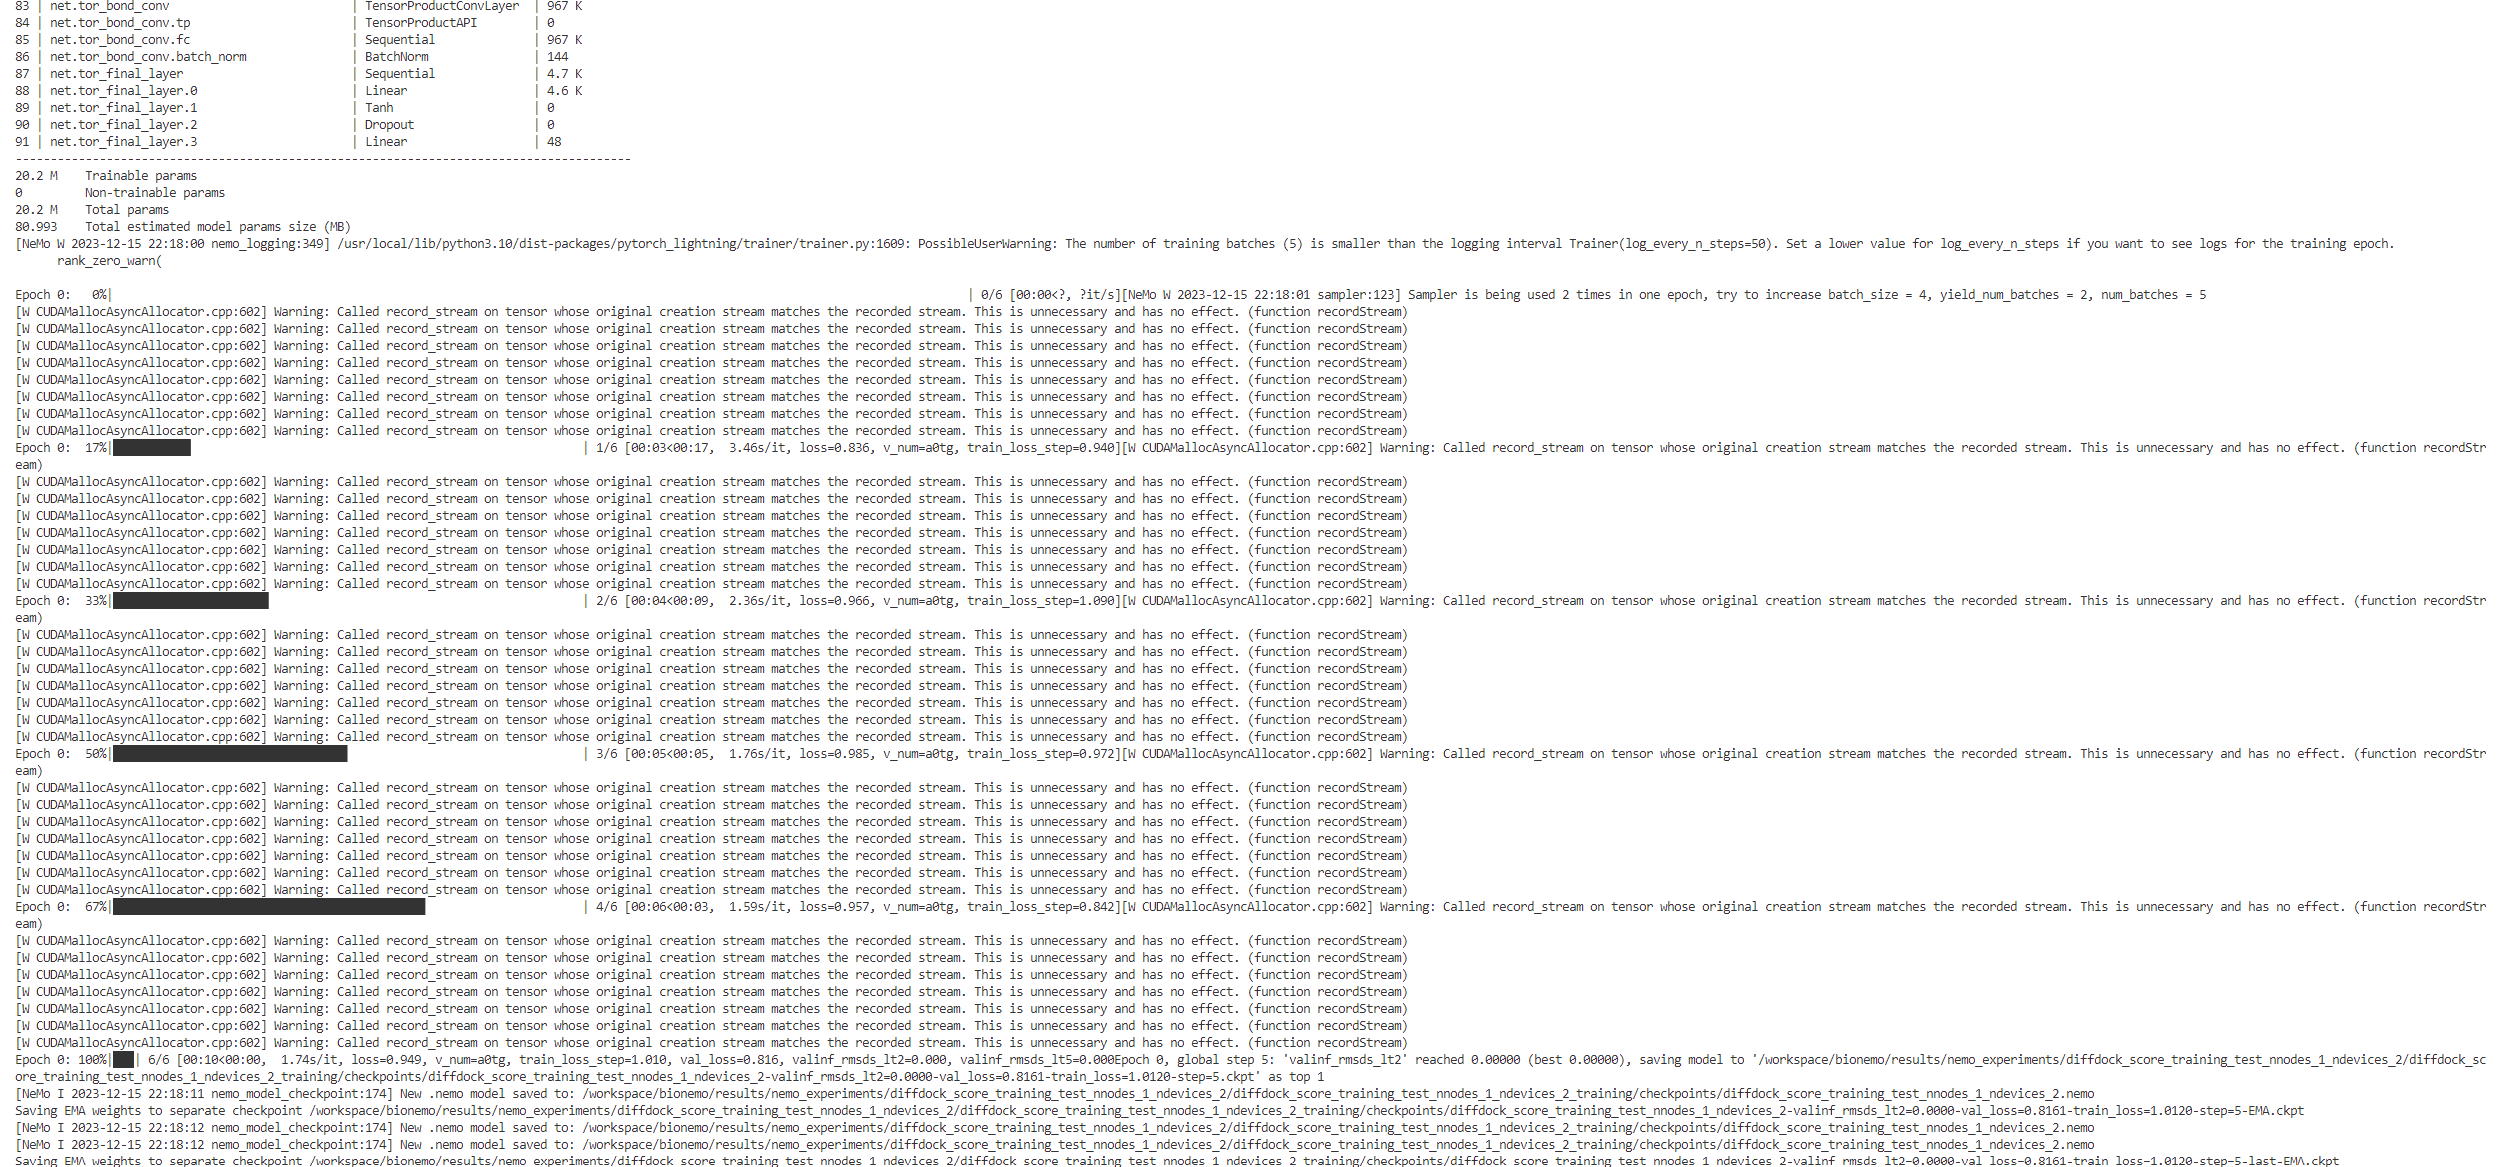 83 | net.tor_bond_conv | TensorProductConvLayer | 967 K
84 | net.tor_bond_conv.tp | TensorProductAPI | 0
85 | net.tor_bond_conv.fc | Sequential | 967 K
86 | net.tor_bond_conv.batch_norm | BatchNorm | 144
87 | net.tor_final_layer | Sequential | 4.7 K
88 | net.tor_final_layer.0 | Linear | 4.6 K
89 | net.tor_final_layer.1 | Tanh | 0
90 | net.tor_final_layer.2 | Dropout | 0
91 | net.tor_final_layer.3 | Linear | 48
----------------------------------------------------------------------------------------
20.2 M Trainable params
0 Non-trainable params
20.2 M Total params
80.993 Total estimated model params size (MB)
[NeMo W 2023-12-15 22:18:00 nemo_logging:349] /usr/local/lib/python3.10/dist-packages/pytorch_lightning/trainer/trainer.py:1609: PossibleUserWarning: The number of training batches (5) is smaller than the logging interval Trainer(log_every_n_steps=50). Set a lower value for log_every_n_steps if you want to see logs for the training epoch.
rank_zero_warn(
Epoch 0: 0%| | 0/6 [00:00<?, ?it/s][NeMo W 2023-12-15 22:18:01 sampler:123] Sampler is being used 2 times in one epoch, try to increase batch_size = 4, yield_num_batches = 2, num_batches = 5
[W CUDAMallocAsyncAllocator.cpp:602] Warning: Called record_stream on tensor whose original creation stream matches the recorded stream. This is unnecessary and has no effect. (function recordStream)
[W CUDAMallocAsyncAllocator.cpp:602] Warning: Called record_stream on tensor whose original creation stream matches the recorded stream. This is unnecessary and has no effect. (function recordStream)
[W CUDAMallocAsyncAllocator.cpp:602] Warning: Called record_stream on tensor whose original creation stream matches the recorded stream. This is unnecessary and has no effect. (function recordStream)
[W CUDAMallocAsyncAllocator.cpp:602] Warning: Called record_stream on tensor whose original creation stream matches the recorded stream. This is unnecessary and has no effect. (function recordStream)
[W CUDAMallocAsyncAllocator.cpp:602] Warning: Called record_stream on tensor whose original creation stream matches the recorded stream. This is unnecessary and has no effect. (function recordStream)
[W CUDAMallocAsyncAllocator.cpp:602] Warning: Called record_stream on tensor whose original creation stream matches the recorded stream. This is unnecessary and has no effect. (function recordStream)
[W CUDAMallocAsyncAllocator.cpp:602] Warning: Called record_stream on tensor whose original creation stream matches the recorded stream. This is unnecessary and has no effect. (function recordStream)
[W CUDAMallocAsyncAllocator.cpp:602] Warning: Called record_stream on tensor whose original creation stream matches the recorded stream. This is unnecessary and has no effect. (function recordStream)
Epoch 0: 17%| | 1/6 [00:03<00:17, 3.46s/it, loss=0.836, v_num=a0tg, train_loss_step=0.940][W CUDAMallocAsyncAllocator.cpp:602] Warning: Called record_stream on tensor whose original creation stream matches the recorded stream. This is unnecessary and has no effect. (function recordStr
eam)
[W CUDAMallocAsyncAllocator.cpp:602] Warning: Called record_stream on tensor whose original creation stream matches the recorded stream. This is unnecessary and has no effect. (function recordStream)
[W CUDAMallocAsyncAllocator.cpp:602] Warning: Called record_stream on tensor whose original creation stream matches the recorded stream. This is unnecessary and has no effect. (function recordStream)
[W CUDAMallocAsyncAllocator.cpp:602] Warning: Called record_stream on tensor whose original creation stream matches the recorded stream. This is unnecessary and has no effect. (function recordStream)
[W CUDAMallocAsyncAllocator.cpp:602] Warning: Called record_stream on tensor whose original creation stream matches the recorded stream. This is unnecessary and has no effect. (function recordStream)
[W CUDAMallocAsyncAllocator.cpp:602] Warning: Called record_stream on tensor whose original creation stream matches the recorded stream. This is unnecessary and has no effect. (function recordStream)
[W CUDAMallocAsyncAllocator.cpp:602] Warning: Called record_stream on tensor whose original creation stream matches the recorded stream. This is unnecessary and has no effect. (function recordStream)
[W CUDAMallocAsyncAllocator.cpp:602] Warning: Called record_stream on tensor whose original creation stream matches the recorded stream. This is unnecessary and has no effect. (function recordStream)
Epoch 0: 33%| | 2/6 [00:04<00:09, 2.36s/it, loss=0.966, v_num=a0tg, train_loss_step=1.090][W CUDAMallocAsyncAllocator.cpp:602] Warning: Called record_stream on tensor whose original creation stream matches the recorded stream. This is unnecessary and has no effect. (function recordStr
eam)
[W CUDAMallocAsyncAllocator.cpp:602] Warning: Called record_stream on tensor whose original creation stream matches the recorded stream. This is unnecessary and has no effect. (function recordStream)
[W CUDAMallocAsyncAllocator.cpp:602] Warning: Called record_stream on tensor whose original creation stream matches the recorded stream. This is unnecessary and has no effect. (function recordStream)
[W CUDAMallocAsyncAllocator.cpp:602] Warning: Called record_stream on tensor whose original creation stream matches the recorded stream. This is unnecessary and has no effect. (function recordStream)
[W CUDAMallocAsyncAllocator.cpp:602] Warning: Called record_stream on tensor whose original creation stream matches the recorded stream. This is unnecessary and has no effect. (function recordStream)
[W CUDAMallocAsyncAllocator.cpp:602] Warning: Called record_stream on tensor whose original creation stream matches the recorded stream. This is unnecessary and has no effect. (function recordStream)
[W CUDAMallocAsyncAllocator.cpp:602] Warning: Called record_stream on tensor whose original creation stream matches the recorded stream. This is unnecessary and has no effect. (function recordStream)
[W CUDAMallocAsyncAllocator.cpp:602] Warning: Called record_stream on tensor whose original creation stream matches the recorded stream. This is unnecessary and has no effect. (function recordStream)
Epoch 0: 50%| | 3/6 [00:05<00:05, 1.76s/it, loss=0.985, v_num=a0tg, train_loss_step=0.972][W CUDAMallocAsyncAllocator.cpp:602] Warning: Called record_stream on tensor whose original creation stream matches the recorded stream. This is unnecessary and has no effect. (function recordStr
eam)
[W CUDAMallocAsyncAllocator.cpp:602] Warning: Called record_stream on tensor whose original creation stream matches the recorded stream. This is unnecessary and has no effect. (function recordStream)
[W CUDAMallocAsyncAllocator.cpp:602] Warning: Called record_stream on tensor whose original creation stream matches the recorded stream. This is unnecessary and has no effect. (function recordStream)
[W CUDAMallocAsyncAllocator.cpp:602] Warning: Called record_stream on tensor whose original creation stream matches the recorded stream. This is unnecessary and has no effect. (function recordStream)
[W CUDAMallocAsyncAllocator.cpp:602] Warning: Called record_stream on tensor whose original creation stream matches the recorded stream. This is unnecessary and has no effect. (function recordStream)
[W CUDAMallocAsyncAllocator.cpp:602] Warning: Called record_stream on tensor whose original creation stream matches the recorded stream. This is unnecessary and has no effect. (function recordStream)
[W CUDAMallocAsyncAllocator.cpp:602] Warning: Called record_stream on tensor whose original creation stream matches the recorded stream. This is unnecessary and has no effect. (function recordStream)
[W CUDAMallocAsyncAllocator.cpp:602] Warning: Called record_stream on tensor whose original creation stream matches the recorded stream. This is unnecessary and has no effect. (function recordStream)
Epoch 0: 67%| | 4/6 [00:06<00:03, 1.59s/it, loss=0.957, v_num=a0tg, train_loss_step=0.842][W CUDAMallocAsyncAllocator.cpp:602] Warning: Called record_stream on tensor whose original creation stream matches the recorded stream. This is unnecessary and has no effect. (function recordStr
eam)
[W CUDAMallocAsyncAllocator.cpp:602] Warning: Called record_stream on tensor whose original creation stream matches the recorded stream. This is unnecessary and has no effect. (function recordStream)
[W CUDAMallocAsyncAllocator.cpp:602] Warning: Called record_stream on tensor whose original creation stream matches the recorded stream. This is unnecessary and has no effect. (function recordStream)
[W CUDAMallocAsyncAllocator.cpp:602] Warning: Called record_stream on tensor whose original creation stream matches the recorded stream. This is unnecessary and has no effect. (function recordStream)
[W CUDAMallocAsyncAllocator.cpp:602] Warning: Called record_stream on tensor whose original creation stream matches the recorded stream. This is unnecessary and has no effect. (function recordStream)
[W CUDAMallocAsyncAllocator.cpp:602] Warning: Called record_stream on tensor whose original creation stream matches the recorded stream. This is unnecessary and has no effect. (function recordStream)
[W CUDAMallocAsyncAllocator.cpp:602] Warning: Called record_stream on tensor whose original creation stream matches the recorded stream. This is unnecessary and has no effect. (function recordStream)
[W CUDAMallocAsyncAllocator.cpp:602] Warning: Called record_stream on tensor whose original creation stream matches the recorded stream. This is unnecessary and has no effect. (function recordStream)
Epoch 0: 100%| | 6/6 [00:10<00:00, 1.74s/it, loss=0.949, v_num=a0tg, train_loss_step=1.010, val_loss=0.816, valinf_rmsds_lt2=0.000, valinf_rmsds_lt5=0.000Epoch 0, global step 5: 'valinf_rmsds_lt2' reached 0.00000 (best 0.00000), saving model to '/workspace/bionemo/results/nemo_experiments/diffdock_score_training_test_nnodes_1_ndevices_2/diffdock_sc
ore_training_test_nnodes_1_ndevices_2_training/checkpoints/diffdock_score_training_test_nnodes_1_ndevices_2-valinf_rmsds_lt2=0.0000-val_loss=0.8161-train_loss=1.0120-step=5.ckpt' as top 1
[NeMo I 2023-12-15 22:18:11 nemo_model_checkpoint:174] New .nemo model saved to: /workspace/bionemo/results/nemo_experiments/diffdock_score_training_test_nnodes_1_ndevices_2/diffdock_score_training_test_nnodes_1_ndevices_2_training/checkpoints/diffdock_score_training_test_nnodes_1_ndevices_2.nemo
Saving EMA weights to separate checkpoint /workspace/bionemo/results/nemo_experiments/diffdock_score_training_test_nnodes_1_ndevices_2/diffdock_score_training_test_nnodes_1_ndevices_2_training/checkpoints/diffdock_score_training_test_nnodes_1_ndevices_2-valinf_rmsds_lt2=0.0000-val_loss=0.8161-train_loss=1.0120-step=5-EMA.ckpt
[NeMo I 2023-12-15 22:18:12 nemo_model_checkpoint:174] New .nemo model saved to: /workspace/bionemo/results/nemo_experiments/diffdock_score_training_test_nnodes_1_ndevices_2/diffdock_score_training_test_nnodes_1_ndevices_2_training/checkpoints/diffdock_score_training_test_nnodes_1_ndevices_2.nemo
[NeMo I 2023-12-15 22:18:12 nemo_model_checkpoint:174] New .nemo model saved to: /workspace/bionemo/results/nemo_experiments/diffdock_score_training_test_nnodes_1_ndevices_2/diffdock_score_training_test_nnodes_1_ndevices_2_training/checkpoints/diffdock_score_training_test_nnodes_1_ndevices_2.nemo
Saving EMA weights to separate checkpoint /workspace/bionemo/results/nemo_experiments/diffdock_score_training_test_nnodes_1_ndevices_2/diffdock_score_training_test_nnodes_1_ndevices_2_training/checkpoints/diffdock_score_training_test_nnodes_1_ndevices_2-valinf_rmsds_lt2=0.0000-val_loss=0.8161-train_loss=1.0120-step=5-last-EMA.ckpt